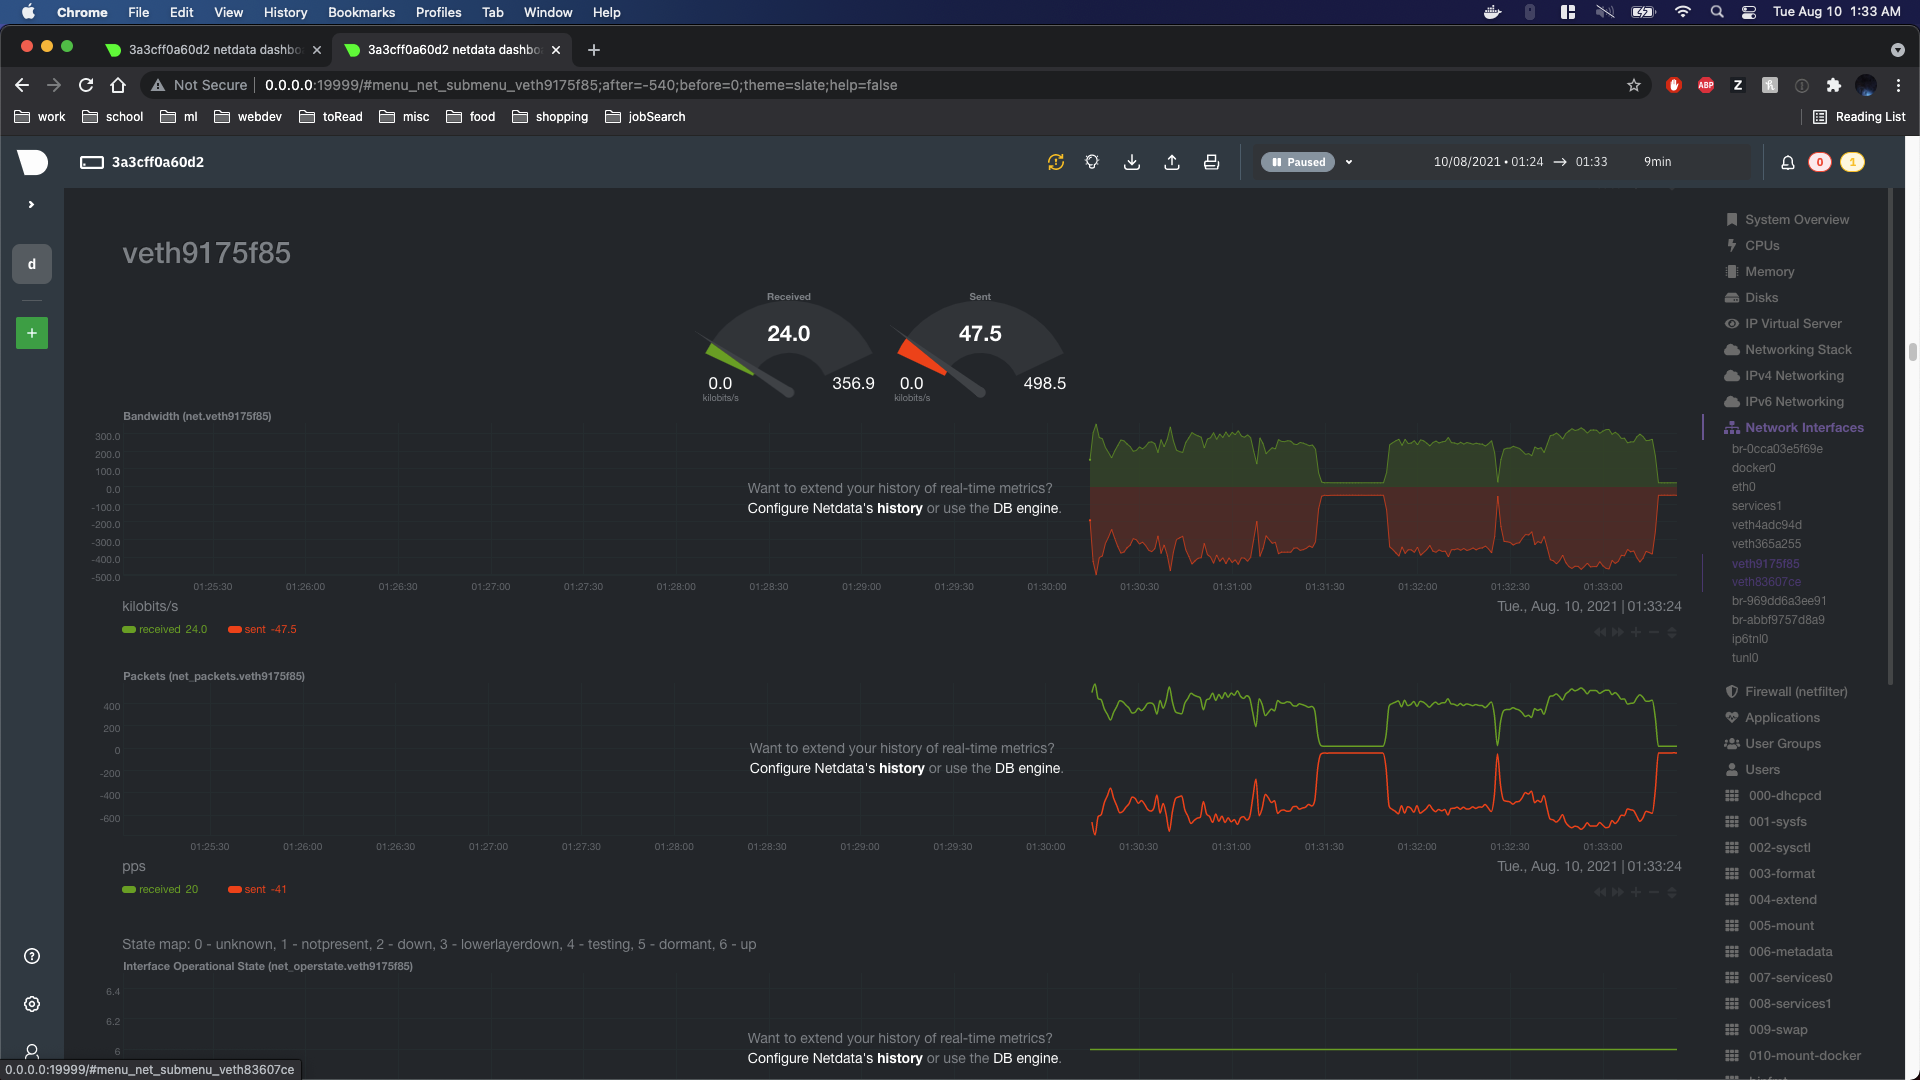 Chrome File Edit View History Bookmarks Profiles Tab Window Help Tue Aug 10 1:33 AM
3a3cff0a60d2 netdata dashbo 3a3cff0a60d2 netdata dashbo
Not Secure 0.0.0.0:19999/#menu_net_submenu_veth9175f85;after=-540;before=0;theme=slate;help=false
ABP Z
work school ml webdev toRead misc food shopping jobSearch Reading List
3a3cff0a60d2 Paused 10/08/2021 • 01:24 → 01:33 9min 0 1
d
+
veth9175f85
Received Sent
24.0 47.5
0.0 356.9 0.0 498.5
kilobits/s kilobits/s
Bandwidth (net.veth9175f85)
300.0
200.0
100.0
0.0
-100.0
-200.0
-300.0
-400.0
-500.0
Want to extend your history of real-time metrics?
Configure Netdata's history or use the DB engine.
01:25:30 01:26:00 01:26:30 01:27:00 01:27:30 01:28:00 01:28:30 01:29:00 01:29:30 01:30:00 01:30:30 01:31:00 01:31:30 01:32:00 01:32:30 01:33:00
kilobits/s Tue., Aug. 10, 2021 | 01:33:24
received 24.0 sent -47.5
Packets (net_packets.veth9175f85)
400
200
0
-200
-400
-600
Want to extend your history of real-time metrics?
Configure Netdata's history or use the DB engine.
01:25:30 01:26:00 01:26:30 01:27:00 01:27:30 01:28:00 01:28:30 01:29:00 01:29:30 01:30:00 01:30:30 01:31:00 01:31:30 01:32:00 01:32:30 01:33:00
pps Tue., Aug. 10, 2021 | 01:33:24
received 20 sent -41
State map: 0 - unknown, 1 - notpresent, 2 - down, 3 - lowerlayerdown, 4 - testing, 5 - dormant, 6 - up
Interface Operational State (net_operstate.veth9175f85)
6.4
6.2
6
Want to extend your history of real-time metrics?
Configure Netdata's history or use the DB engine.
System Overview
CPUs
Memory
Disks
IP Virtual Server
Networking Stack
IPv4 Networking
IPv6 Networking
Network Interfaces
br-0cca03e5f69e
docker0
eth0
services1
veth4adc94d
veth365a255
veth9175f85
veth83607ce
br-969dd6a3ee91
br-abbf9757d8a9
ip6tnl0
tunl0
Firewall (netfilter)
Applications
User Groups
Users
000-dhcpcd
001-sysfs
002-sysctl
003-format
004-extend
005-mount
006-metadata
007-services0
008-services1
009-swap
010-mount-docker
0.0.0.0:19999/#menu_net_submenu_veth83607ce